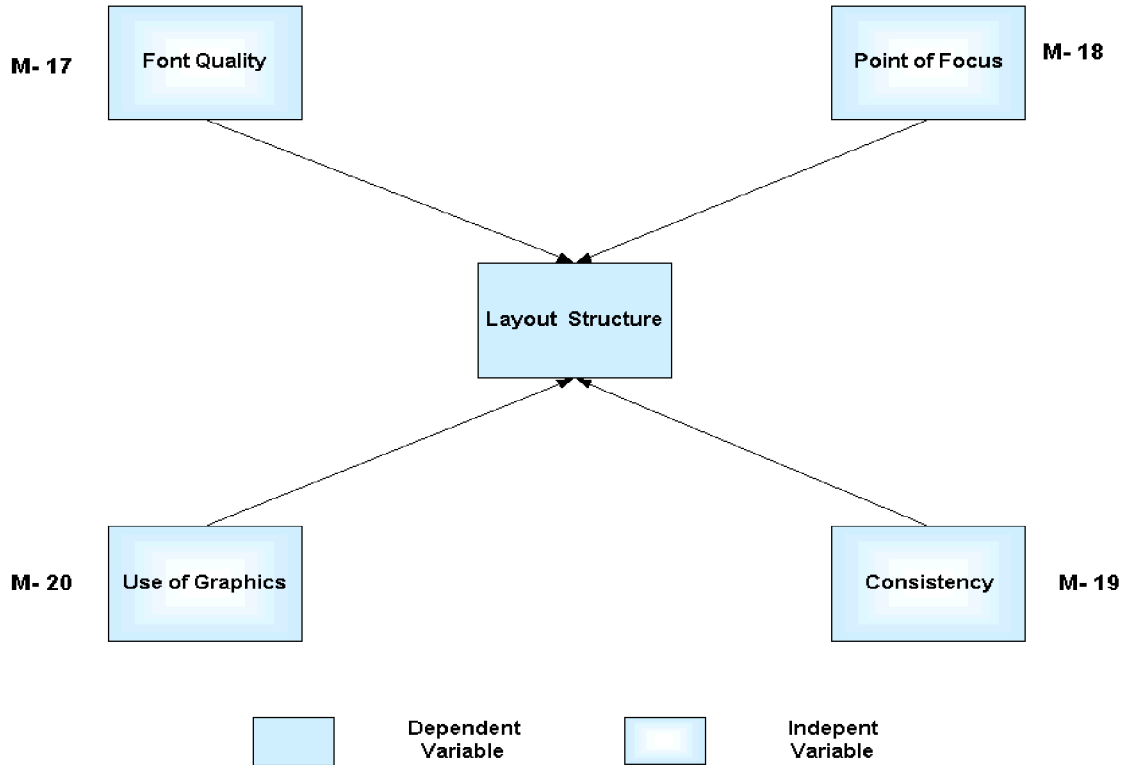 M- 17
Font Quality
Point of Focus
M- 18
Layout Structure
M- 20
Use of Graphics
Consistency
M- 19
Dependent
Variable
Indepent
Variable